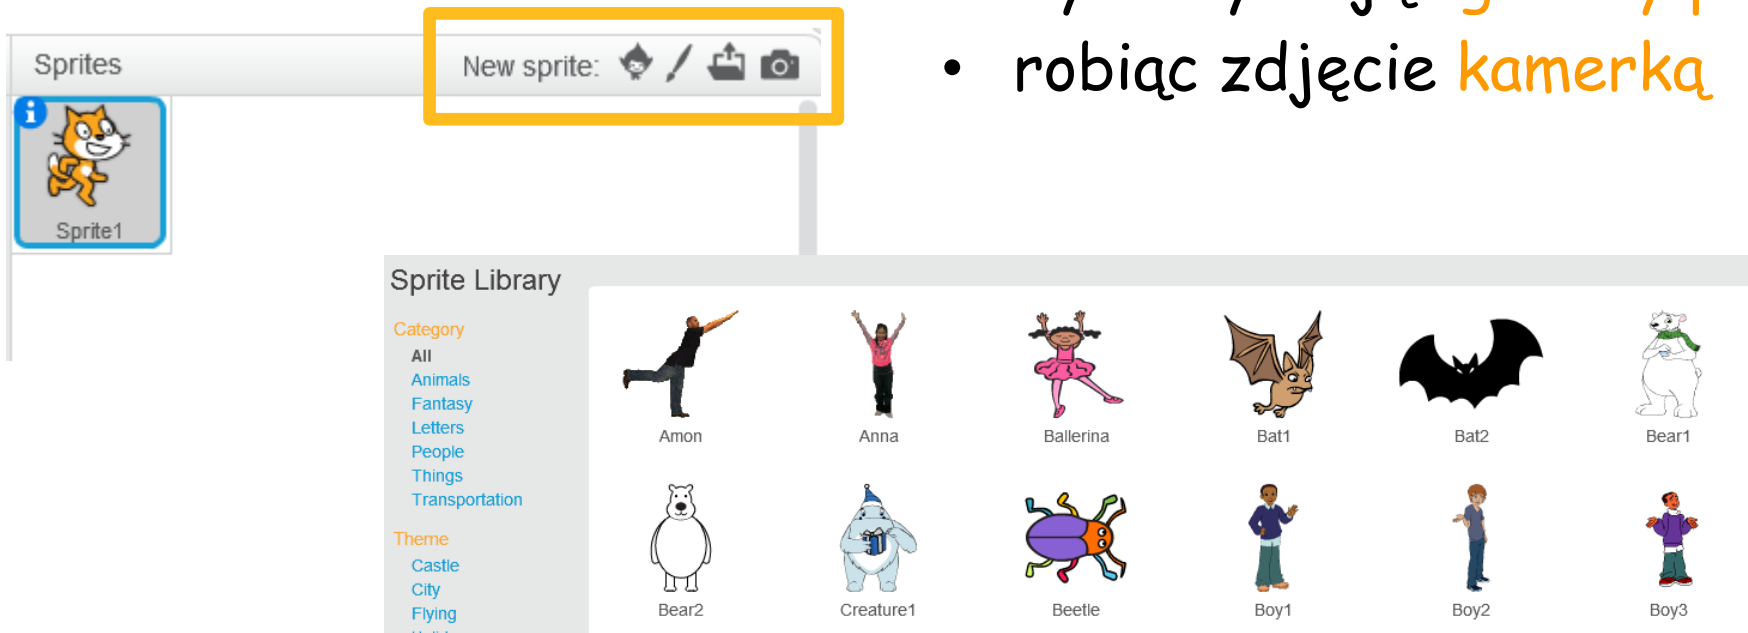 • robiąc zdjęcie kamerką
Sprites
New sprite:
Sprite1
Sprite Library
Category
All
Animals
Fantasy
Letters
People
Things
Transportation
Theme
Castle
City
Flying
Amon
Anna
Ballerina
Bat1
Bat2
Bear1
Bear2
Creature1
Beetle
Boy1
Boy2
Boy3